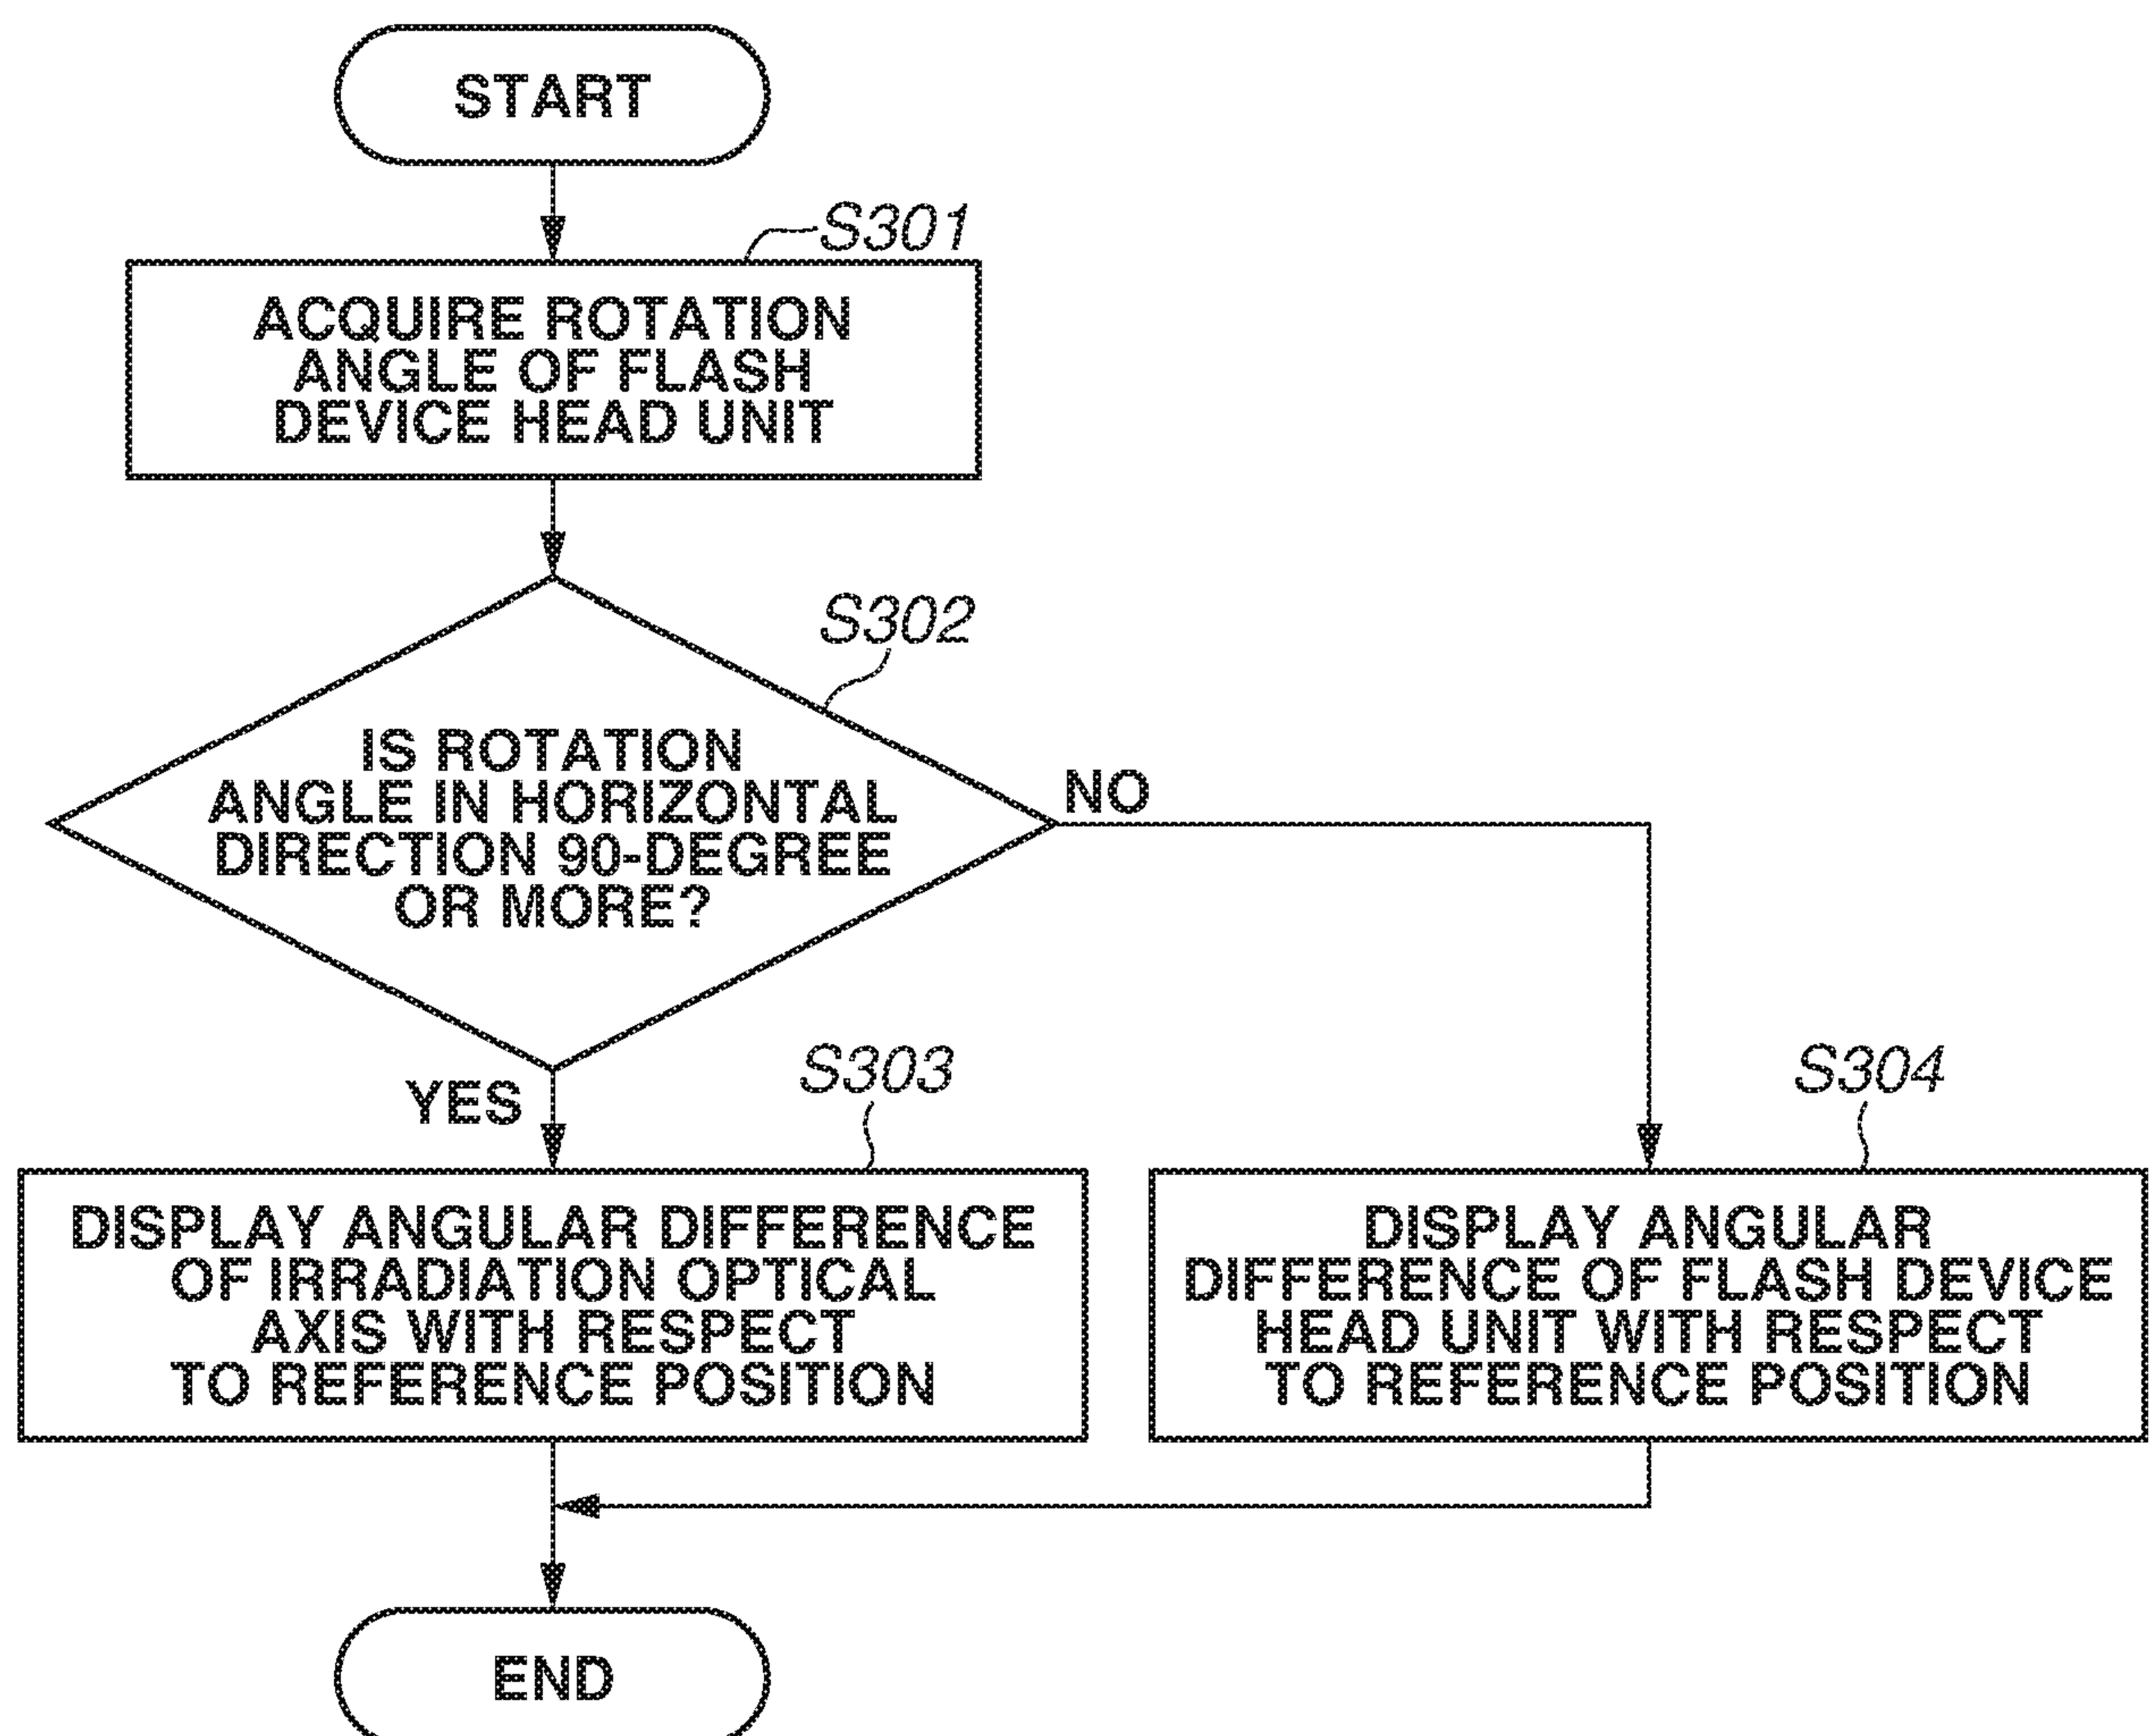 START
S301
ACQUIRE ROTATION
ANGLE OF FLASH
DEVICE HEAD UNIT
S302
IS ROTATION
ANGLE IN HORIZONTAL
DIRECTION 90-DEGREE
OR MORE?
NO
YES
S303
DISPLAY ANGULAR DIFFERENCE
OF IRRADIATION OPTICAL
AXIS WITH RESPECT
TO REFERENCE POSITION
S304
DISPLAY ANGULAR
DIFFERENCE OF FLASH DEVICE
HEAD UNIT WITH RESPECT
TO REFERENCE POSITION
END